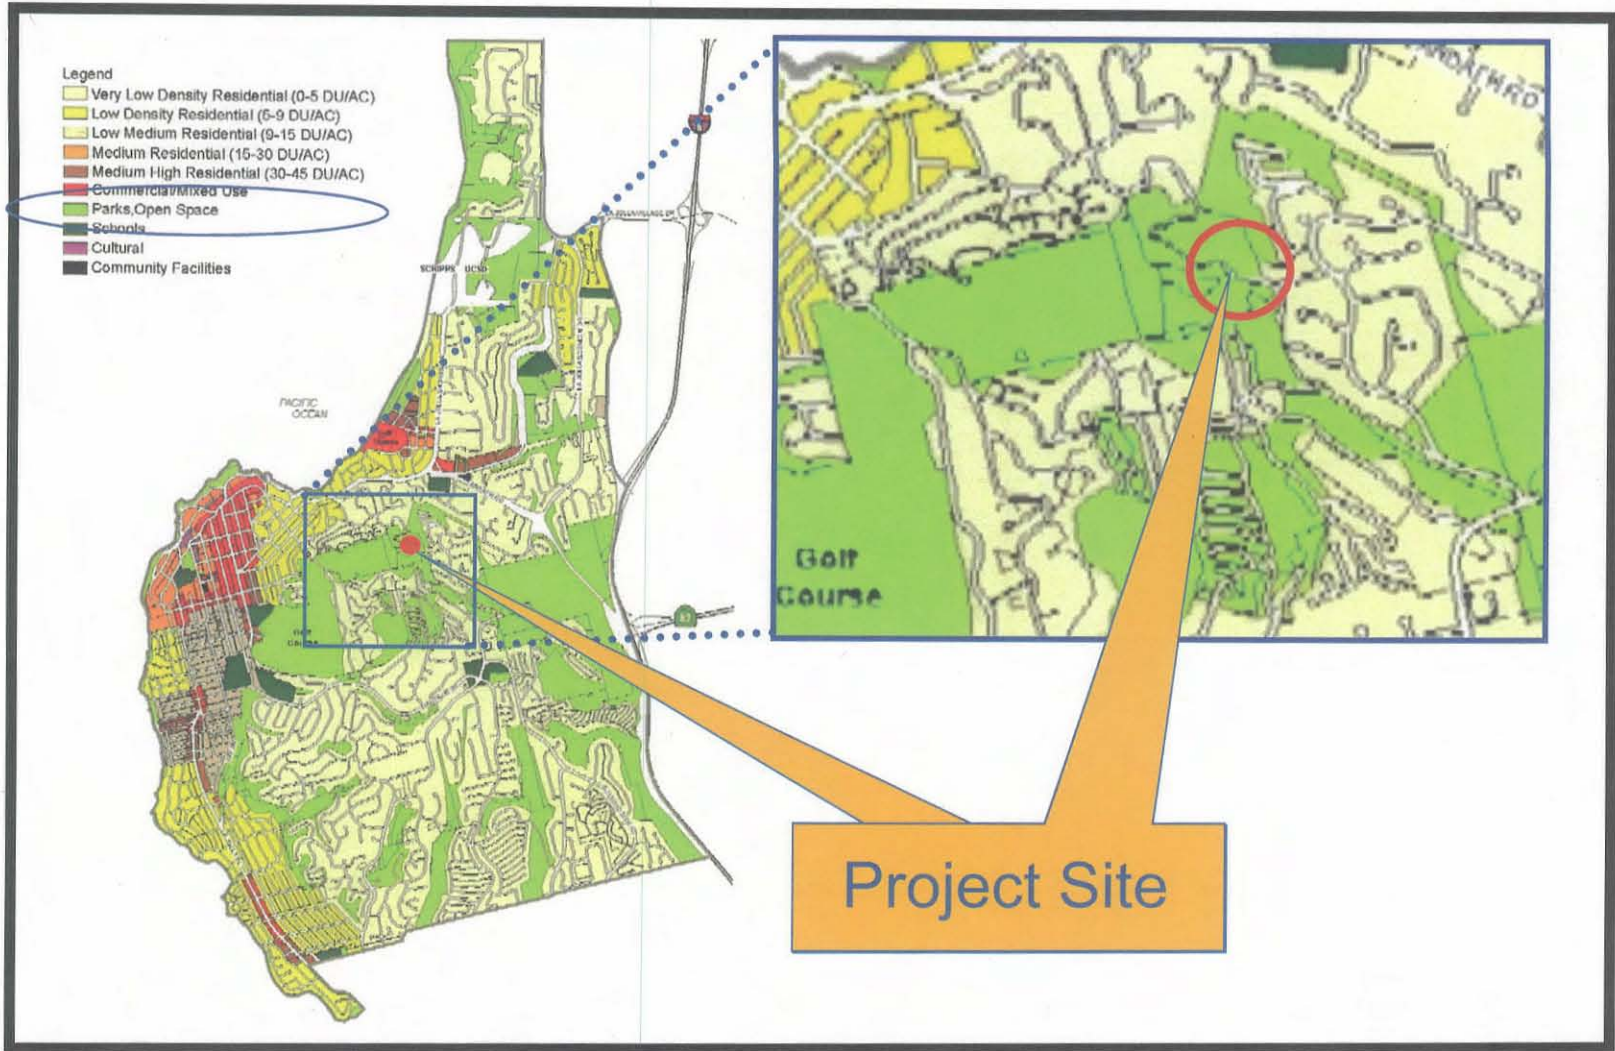 Legend
Very Low Density Residential (0-5 DU/AC)
Low Density Residential (5-9 DU/AC)
Low Medium Residential (9-15 DU/AC)
Medium Residential (15-30 DU/AC)
Medium High Residential (30-45 DU/AC)
Commercial/Mixed Use
Parks,Open Space
Schools
Cultural
Community Facilities
SCRIPPS UCSD
PACIFIC
OCEAN
Golf
Course
Golf
Course
Project Site